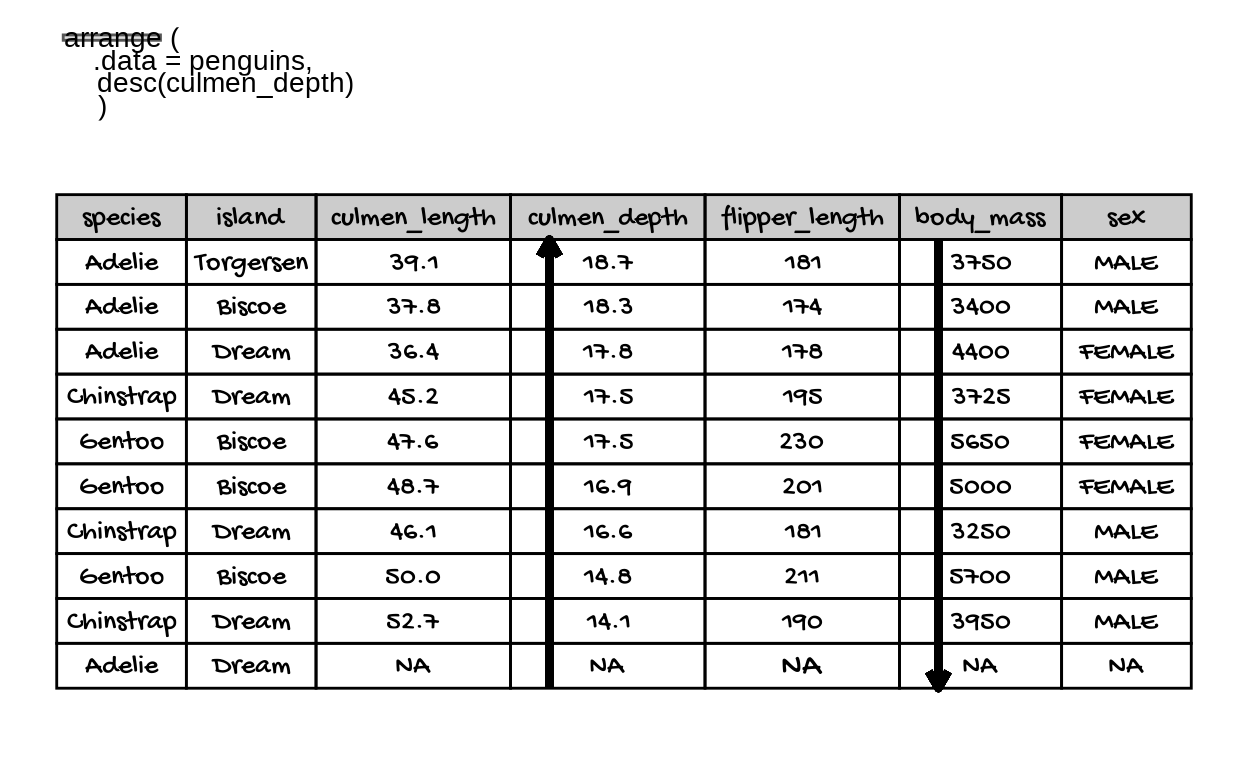 arrange (
.data = penguins,
desc(culmen_depth)
)
species island culmen_length culmen_depth flipper_length body_mass sex
Adelie Torgersen 39.1 18.7 181 3750 MALE
Adelie Biscoe 37.8 18.3 174 3400 MALE
Adelie Dream 36.4 17.8 178 4400 FEMALE
Chinstrap Dream 45.2 17.5 195 3725 FEMALE
Gentoo Biscoe 47.6 17.5 230 5650 FEMALE
Gentoo Biscoe 48.7 16.9 201 5000 FEMALE
Chinstrap Dream 46.1 16.6 181 3250 MALE
Gentoo Biscoe 50.0 14.8 211 5700 MALE
Chinstrap Dream 52.7 14.1 190 3950 MALE
Adelie Dream NA NA NA NA NA